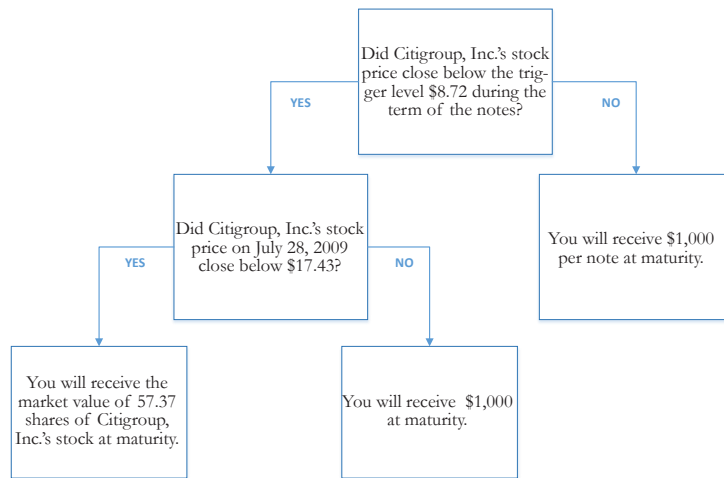 Did Citigroup, Inc.'s stock
price close below the trig-
ger level $8.72 during the
term of the notes?
YES
NO
Did Citigroup, Inc.'s stock
price on July 28, 2009
close below $17.43?
You will receive $1,000
per note at maturity.
YES
NO
You will receive the
market value of 57.37
shares of Citigroup,
Inc.'s stock at maturity.
You will receive $1,000
at maturity.